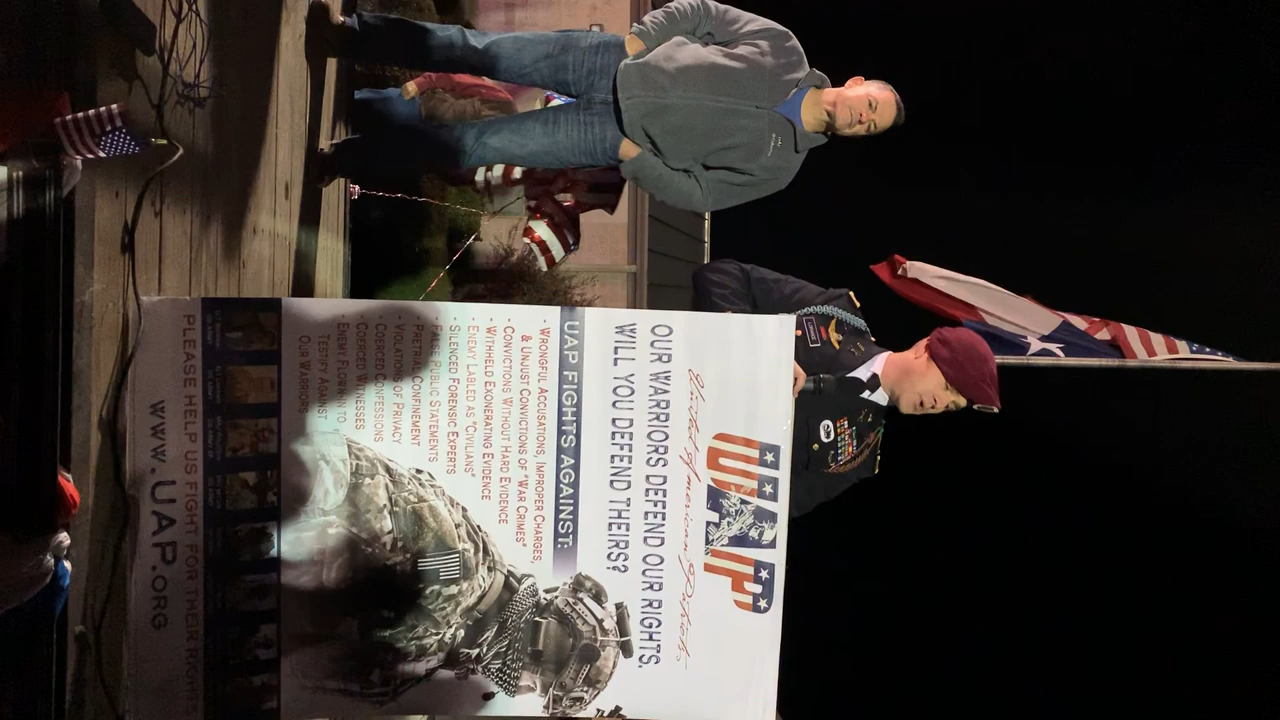 UAP
United American Patriots
OUR WARRIORS DEFEND OUR RIGHTS.
WILL YOU DEFEND THEIRS?
UAP FIGHTS AGAINST:
- WRONGFUL ACCUSATIONS, IMPROPER CHARGES,
& UNJUST CONVICTIONS OF "WAR CRIMES"
- CONVICTIONS WITHOUT HARD EVIDENCE
- WITHHELD EXONERATING EVIDENCE
- ENEMY LABLED AS "CIVILIANS"
- SILENCED FORENSIC EXPERTS
- FALSE PUBLIC STATEMENTS
- PRETRIAL CONFINEMENT
- VIOLATIONS OF PRIVACY
- COERCED CONFESSIONS
- COERCED WITNESSES
- ENEMY FLOWN IN TO
TESTIFY AGAINST
OUR WARRIORS
PLEASE HELP US FIGHT FOR THEIR RIGHTS
WWW.UAP.ORG